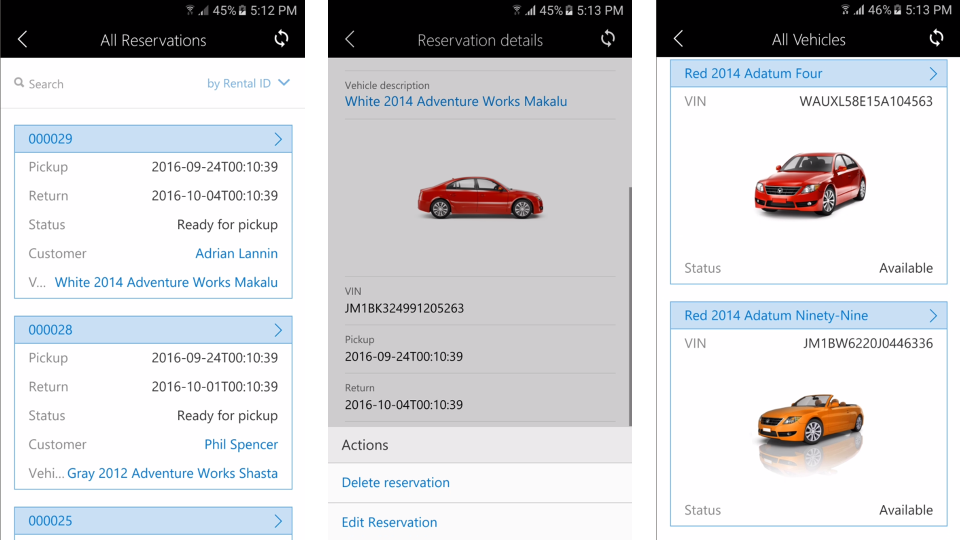 45% 5:12 PM
All Reservations
Search by Rental ID
000029
Pickup 2016-09-24T00:10:39
Return 2016-10-04T00:10:39
Status Ready for pickup
Customer Adrian Lannin
V... White 2014 Adventure Works Makalu
000028
Pickup 2016-09-24T00:10:39
Return 2016-10-01T00:10:39
Status Ready for pickup
Customer Phil Spencer
Vehi... Gray 2012 Adventure Works Shasta
000025
45% 5:13 PM
Reservation details
Vehicle description
White 2014 Adventure Works Makalu
VIN
JM1BK324991205263
Pickup
2016-09-24T00:10:39
Return
2016-10-04T00:10:39
Actions
Delete reservation
Edit Reservation
46% 5:13 PM
All Vehicles
Red 2014 Adatum Four
VIN WAUXL58E15A104563
Status Available
Red 2014 Adatum Ninety-Nine
VIN JM1BW6220J0446336
Status Available